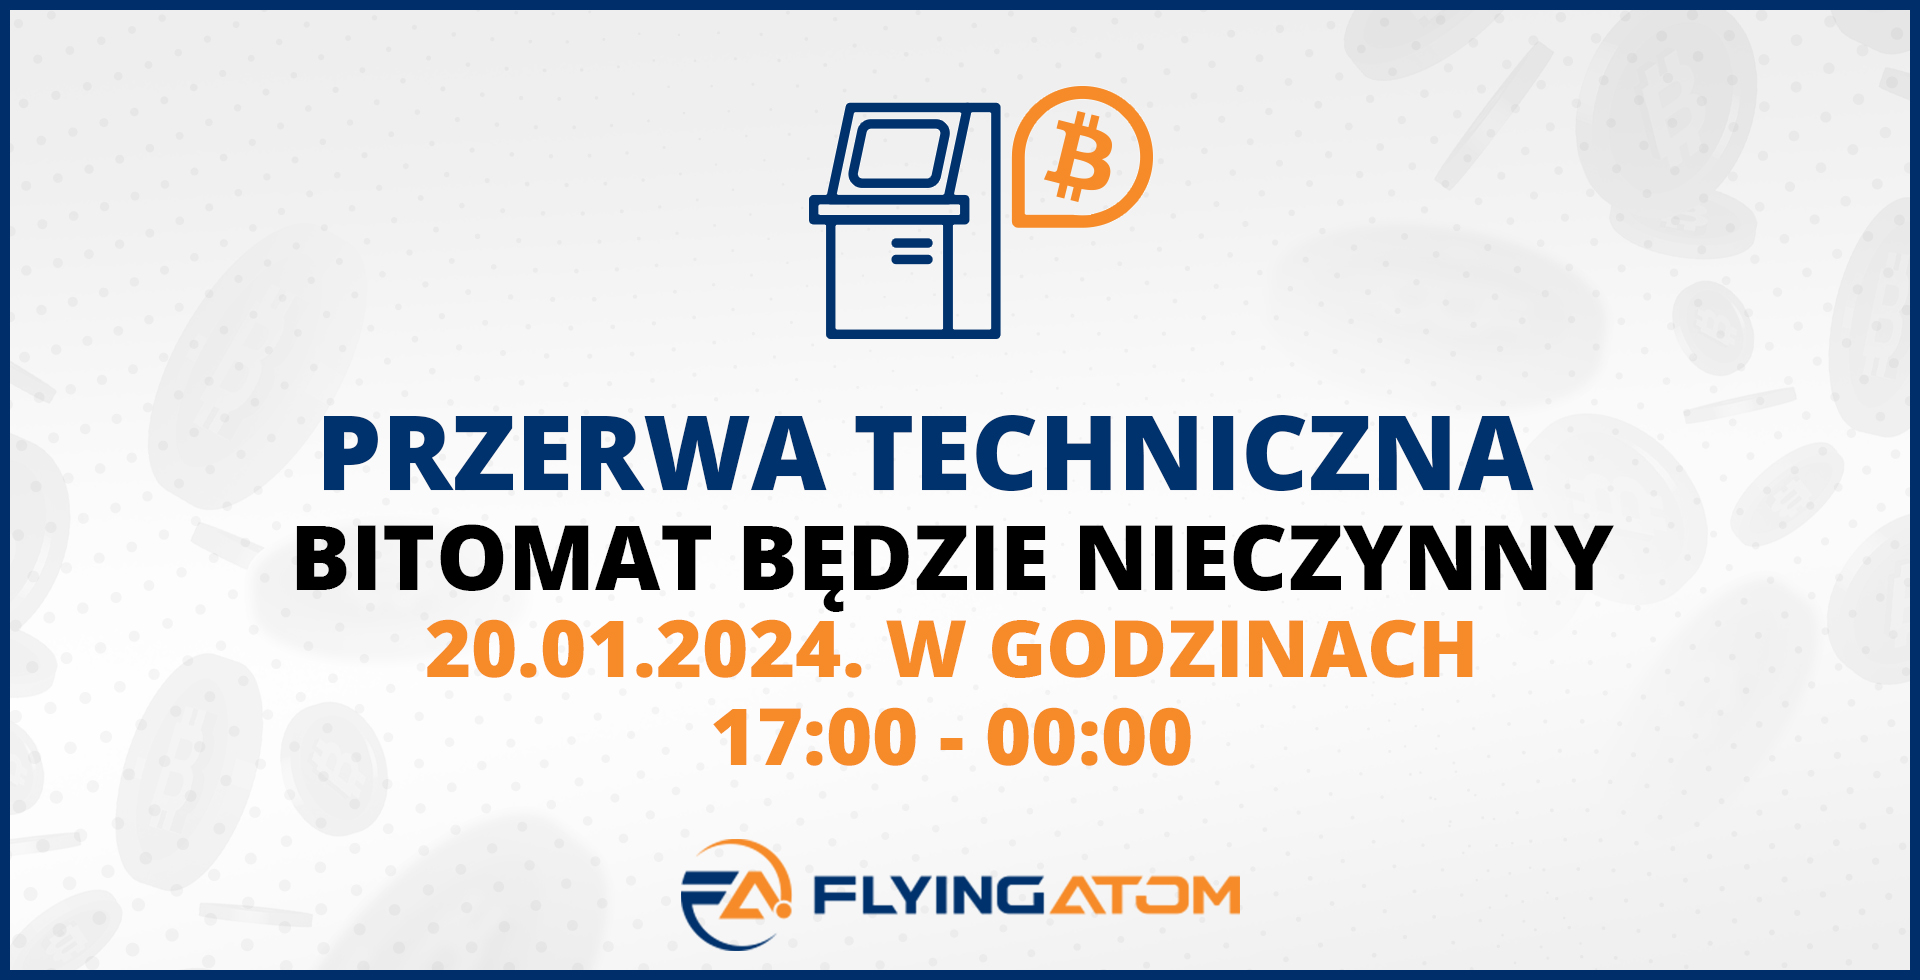 PRZERWA TECHNICZNA
BITOMAT BĘDZIE NIECZYNNY
20.01.2024. W GODZINACH
17:00 - 00:00
FLYINGATOM